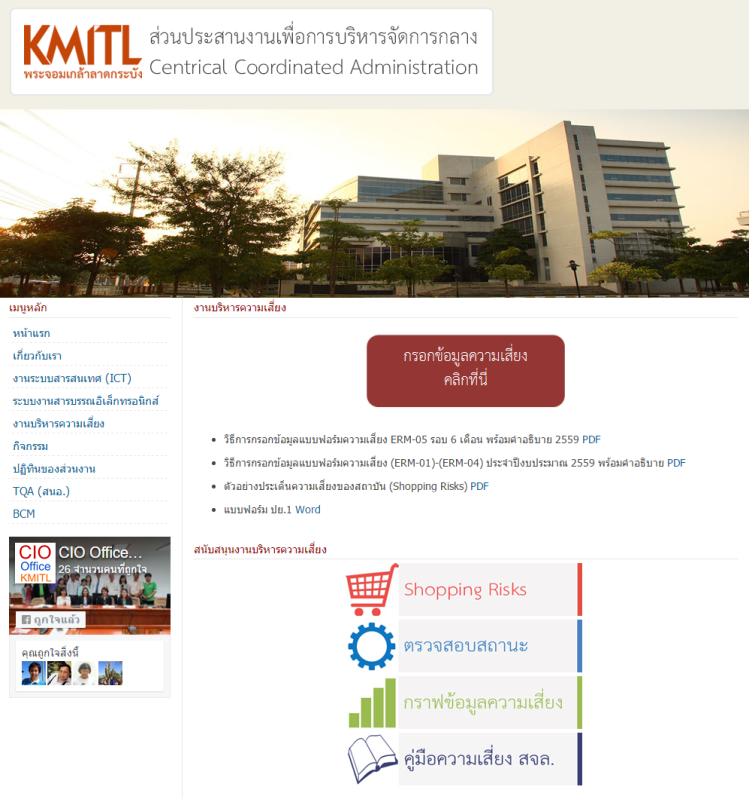 KMITL
พระจอมเกล้าลาดกระบัง
ส่วนประสานงานเพื่อการบริหารจัดการกลาง
Centrical Coordinated Administration
เมนูหลัก
หน้าแรก
เกี่ยวกับเรา
งานระบบสารสนเทศ (ICT)
ระบบงานสารบรรณอิเล็กทรอนิกส์
งานบริหารความเสี่ยง
กิจกรรม
ปฏิทินของส่วนงาน
TQA (สนอ.)
BCM
CIO
Office
KMITL
CIO Office...
26 จำนวนคนที่ถูกใจ
ถูกใจแล้ว
คุณถูกใจสิ่งนี้
งานบริหารความเสี่ยง
กรอกข้อมูลความเสี่ยง
คลิกที่นี่
วิธีการกรอกข้อมูลแบบฟอร์มความเสี่ยง ERM-05 รอบ 6 เดือน พร้อมคำอธิบาย 2559 PDF
วิธีการกรอกข้อมูลแบบฟอร์มความเสี่ยง (ERM-01)-(ERM-04) ประจำปีงบประมาณ 2559 พร้อมคำอธิบาย PDF
ตัวอย่างประเด็นความเสี่ยงของสถาบัน (Shopping Risks) PDF
แบบฟอร์ม ปย.1 Word
สนับสนุนงานบริหารความเสี่ยง
Shopping Risks
ตรวจสอบสถานะ
กราฟข้อมูลความเสี่ยง
คู่มือความเสี่ยง สจล.